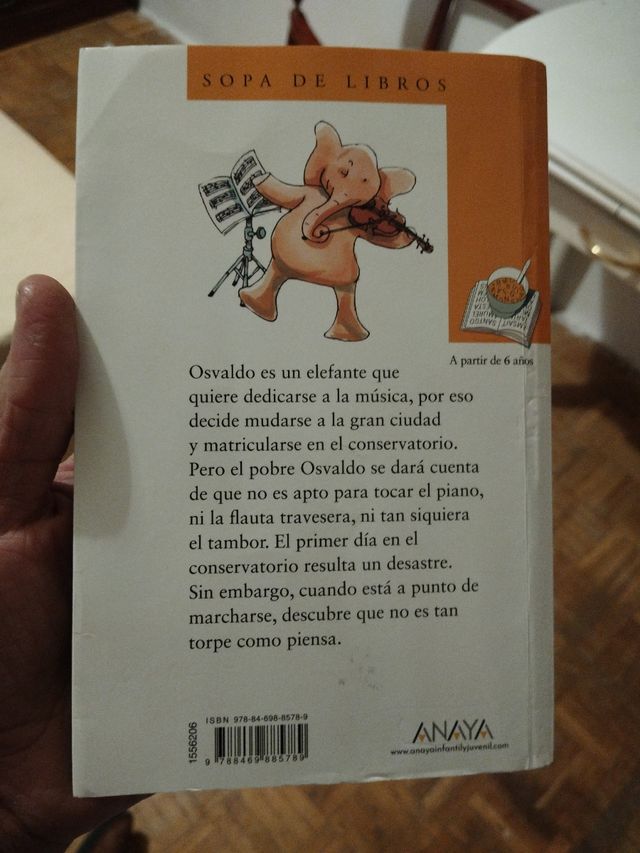 SOPA DE LIBROS
A partir de 6 años
Osvaldo es un elefante que
quiere dedicarse a la música, por eso
decide mudarse a la gran ciudad
y matricularse en el conservatorio.
Pero el pobre Osvaldo se dará cuenta
de que no es apto para tocar el piano,
ni la flauta travesera, ni tan siquiera
el tambor. El primer día en el
conservatorio resulta un desastre.
Sin embargo, cuando está a punto de
marcharse, descubre que no es tan
torpe como piensa.
1556206
ISBN 978-84-698-8578-9
9 788469 885789
ANAYA
www.anayainfantilyjuvenil.com